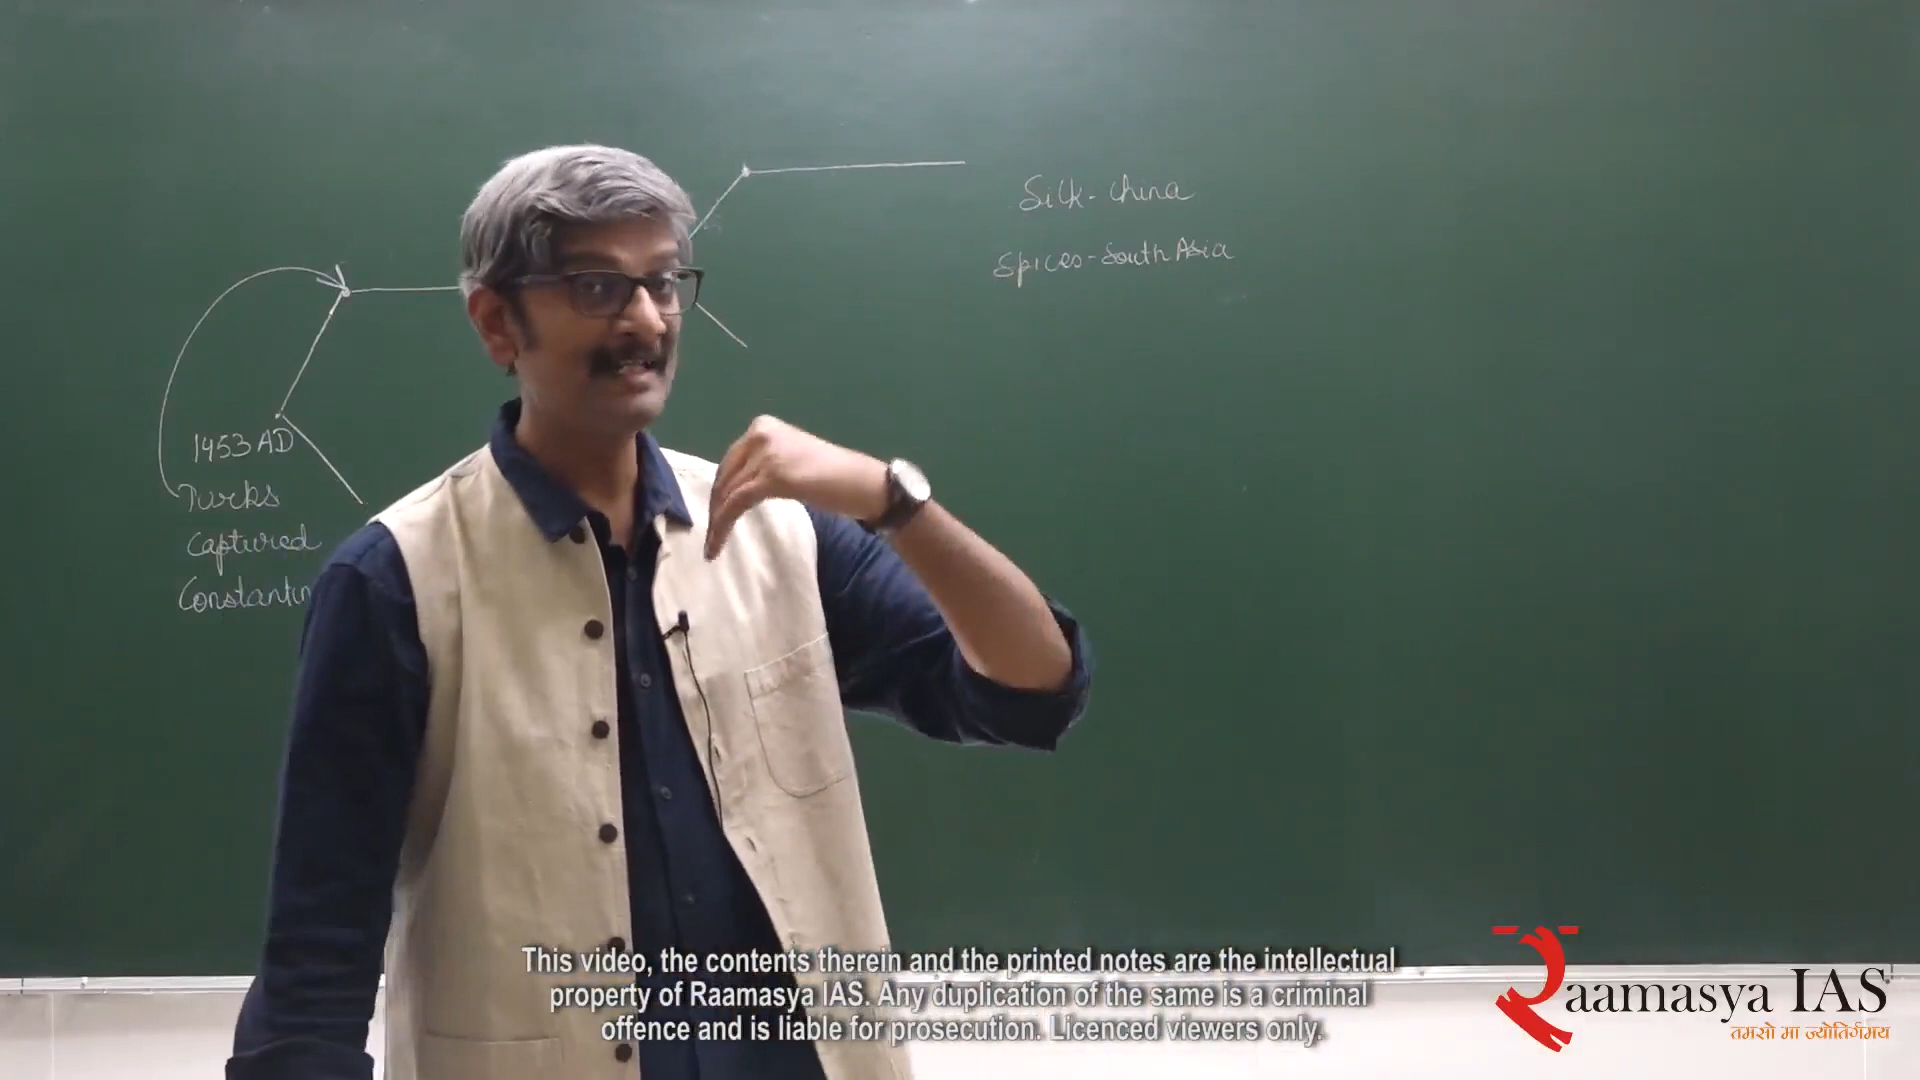 Silk - China
Spices - South Asia
1453 AD
Turks
Captured
Constantin
This video, the contents therein and the printed notes are the intellectual
property of Raamasya IAS. Any duplication of the same is a criminal
offence and is liable for prosecution. Licenced viewers only.
Raamasya IAS
तमसो मा ज्योतिर्गमय